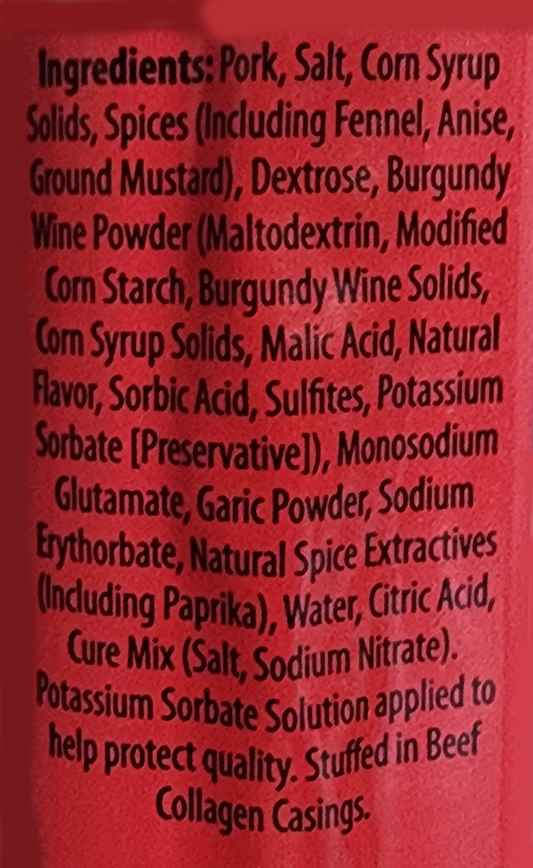 Ingredients: Pork, Salt, Corn Syrup
Solids, Spices (Including Fennel, Anise,
Ground Mustard), Dextrose, Burgundy
Wine Powder (Maltodextrin, Modified
Corn Starch, Burgundy Wine Solids,
Corn Syrup Solids, Malic Acid, Natural
Flavor, Sorbic Acid, Sulfites, Potassium
Sorbate [Preservative]), Monosodium
Glutamate, Garic Powder, Sodium
Erythorbate, Natural Spice Extractives
(Including Paprika), Water, Citric Acid,
Cure Mix (Salt, Sodium Nitrate).
Potassium Sorbate Solution applied to
help protect quality. Stuffed in Beef
Collagen Casings.